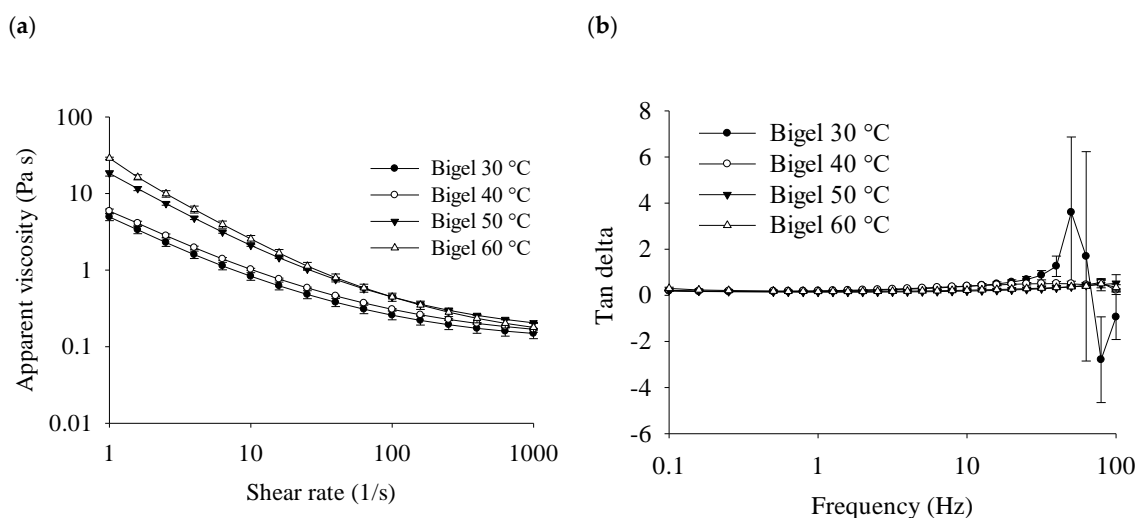 (a)
(b)
Apparent viscosity (Pa s)
100
10
1
0.1
0.01
1
10
100
1000
Shear rate (1/s)
Bigel 30 °C
Bigel 40 °C
Bigel 50 °C
Bigel 60 °C
Tan delta
8
6
4
2
0
-2
-4
-6
0.1
1
10
100
Frequency (Hz)
Bigel 30 °C
Bigel 40 °C
Bigel 50 °C
Bigel 60 °C